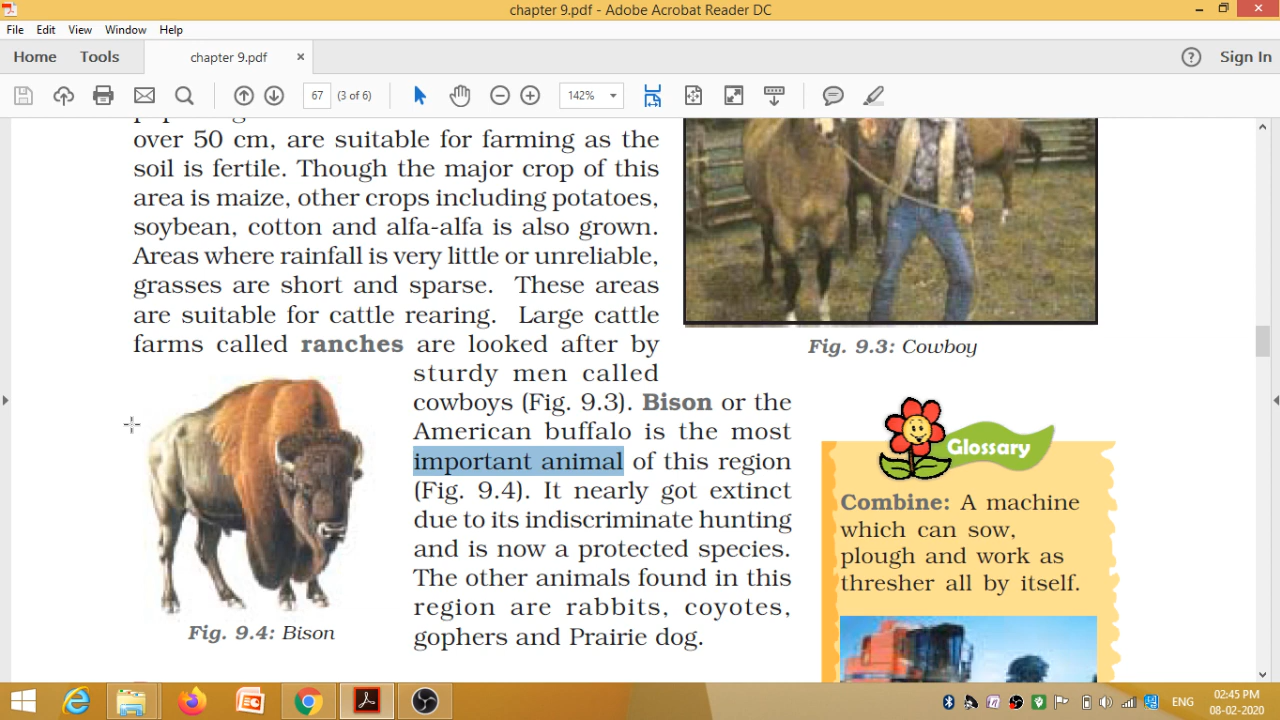 chapter 9.pdf - Adobe Acrobat Reader DC
File Edit View Window Help
Home Tools chapter 9.pdf × Sign In
67 (3 of 6) 142%
over 50 cm, are suitable for farming as the
soil is fertile. Though the major crop of this
area is maize, other crops including potatoes,
soybean, cotton and alfa-alfa is also grown.
Areas where rainfall is very little or unreliable,
grasses are short and sparse. These areas
are suitable for cattle rearing. Large cattle
farms called ranches are looked after by
sturdy men called
cowboys (Fig. 9.3). Bison or the
American buffalo is the most
important animal of this region
(Fig. 9.4). It nearly got extinct
due to its indiscriminate hunting
and is now a protected species.
The other animals found in this
region are rabbits, coyotes,
gophers and Prairie dog.
Fig. 9.4: Bison
Fig. 9.3: Cowboy
Glossary
Combine: A machine
which can sow,
plough and work as
thresher all by itself.
ENG
02:45 PM
08-02-2020